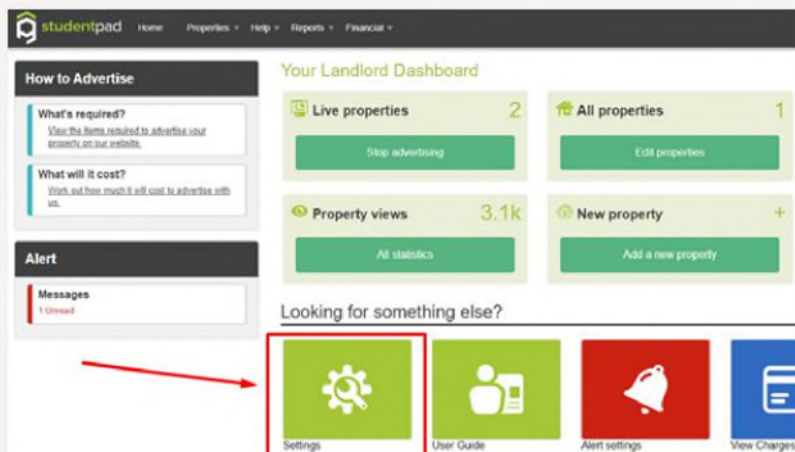 studentpad Home Properties Help Reports Financial
How to Advertise
What's required?
View the items required to advertise your
property on our website.
What will it cost?
Work out how much it will cost to advertise with
us.
Alert
Messages
1 Unread
Your Landlord Dashboard
Live properties 2
Stop advertising
All properties 1
Edit properties
Property views 3.1k
All statistics
New property +
Add a new property
Looking for something else?
Settings
User Guide
Alert settings
View Charges